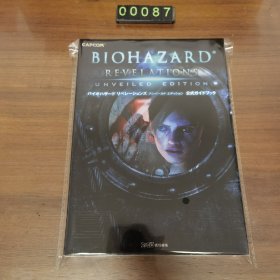 00087
CAPCOM
BIOHAZARD
REVELATIONS
UNVEILED EDITION
バイオハザード リベレーションズ アンベールド エディション 公式ガイドブック